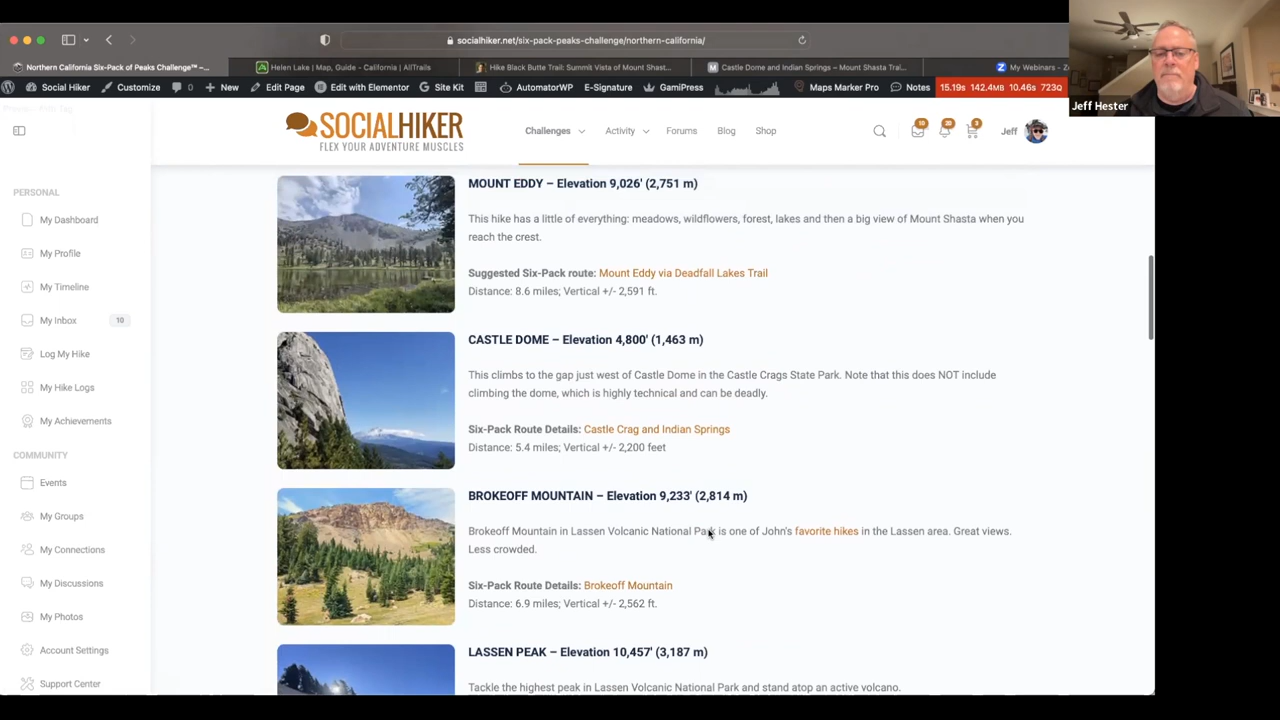 socialhiker.net/six-pack-peaks-challenge/northern-california/
Northern California Six-Pack of Peaks Challenge™ –...
Helen Lake | Map, Guide - California | AllTrails
Hike Black Butte Trail: Summit Vista of Mount Shast...
Castle Dome and Indian Springs – Mount Shasta Trai...
My Webinars - Z
Social Hiker
Customize
0
New
Edit Page
Edit with Elementor
Site Kit
AutomatorWP
E-Signature
GamiPress
Maps Marker Pro
Notes
15.19s 142.4MB 10.46s 723Q
Jeff Hester
SOCIALHIKER
FLEX YOUR ADVENTURE MUSCLES
Challenges
Activity
Forums
Blog
Shop
10
20
3
Jeff
PERSONAL
My Dashboard
My Profile
My Timeline
My Inbox 10
Log My Hike
My Hike Logs
My Achievements
COMMUNITY
Events
My Groups
My Connections
My Discussions
My Photos
Account Settings
Support Center
MOUNT EDDY – Elevation 9,026' (2,751 m)
This hike has a little of everything: meadows, wildflowers, forest, lakes and then a big view of Mount Shasta when you
reach the crest.
Suggested Six-Pack route: Mount Eddy via Deadfall Lakes Trail
Distance: 8.6 miles; Vertical +/- 2,591 ft.
CASTLE DOME – Elevation 4,800' (1,463 m)
This climbs to the gap just west of Castle Dome in the Castle Crags State Park. Note that this does NOT include
climbing the dome, which is highly technical and can be deadly.
Six-Pack Route Details: Castle Crag and Indian Springs
Distance: 5.4 miles; Vertical +/- 2,200 feet
BROKEOFF MOUNTAIN – Elevation 9,233' (2,814 m)
Brokeoff Mountain in Lassen Volcanic National Park is one of John's favorite hikes in the Lassen area. Great views.
Less crowded.
Six-Pack Route Details: Brokeoff Mountain
Distance: 6.9 miles; Vertical +/- 2,562 ft.
LASSEN PEAK – Elevation 10,457' (3,187 m)
Tackle the highest peak in Lassen Volcanic National Park and stand atop an active volcano.